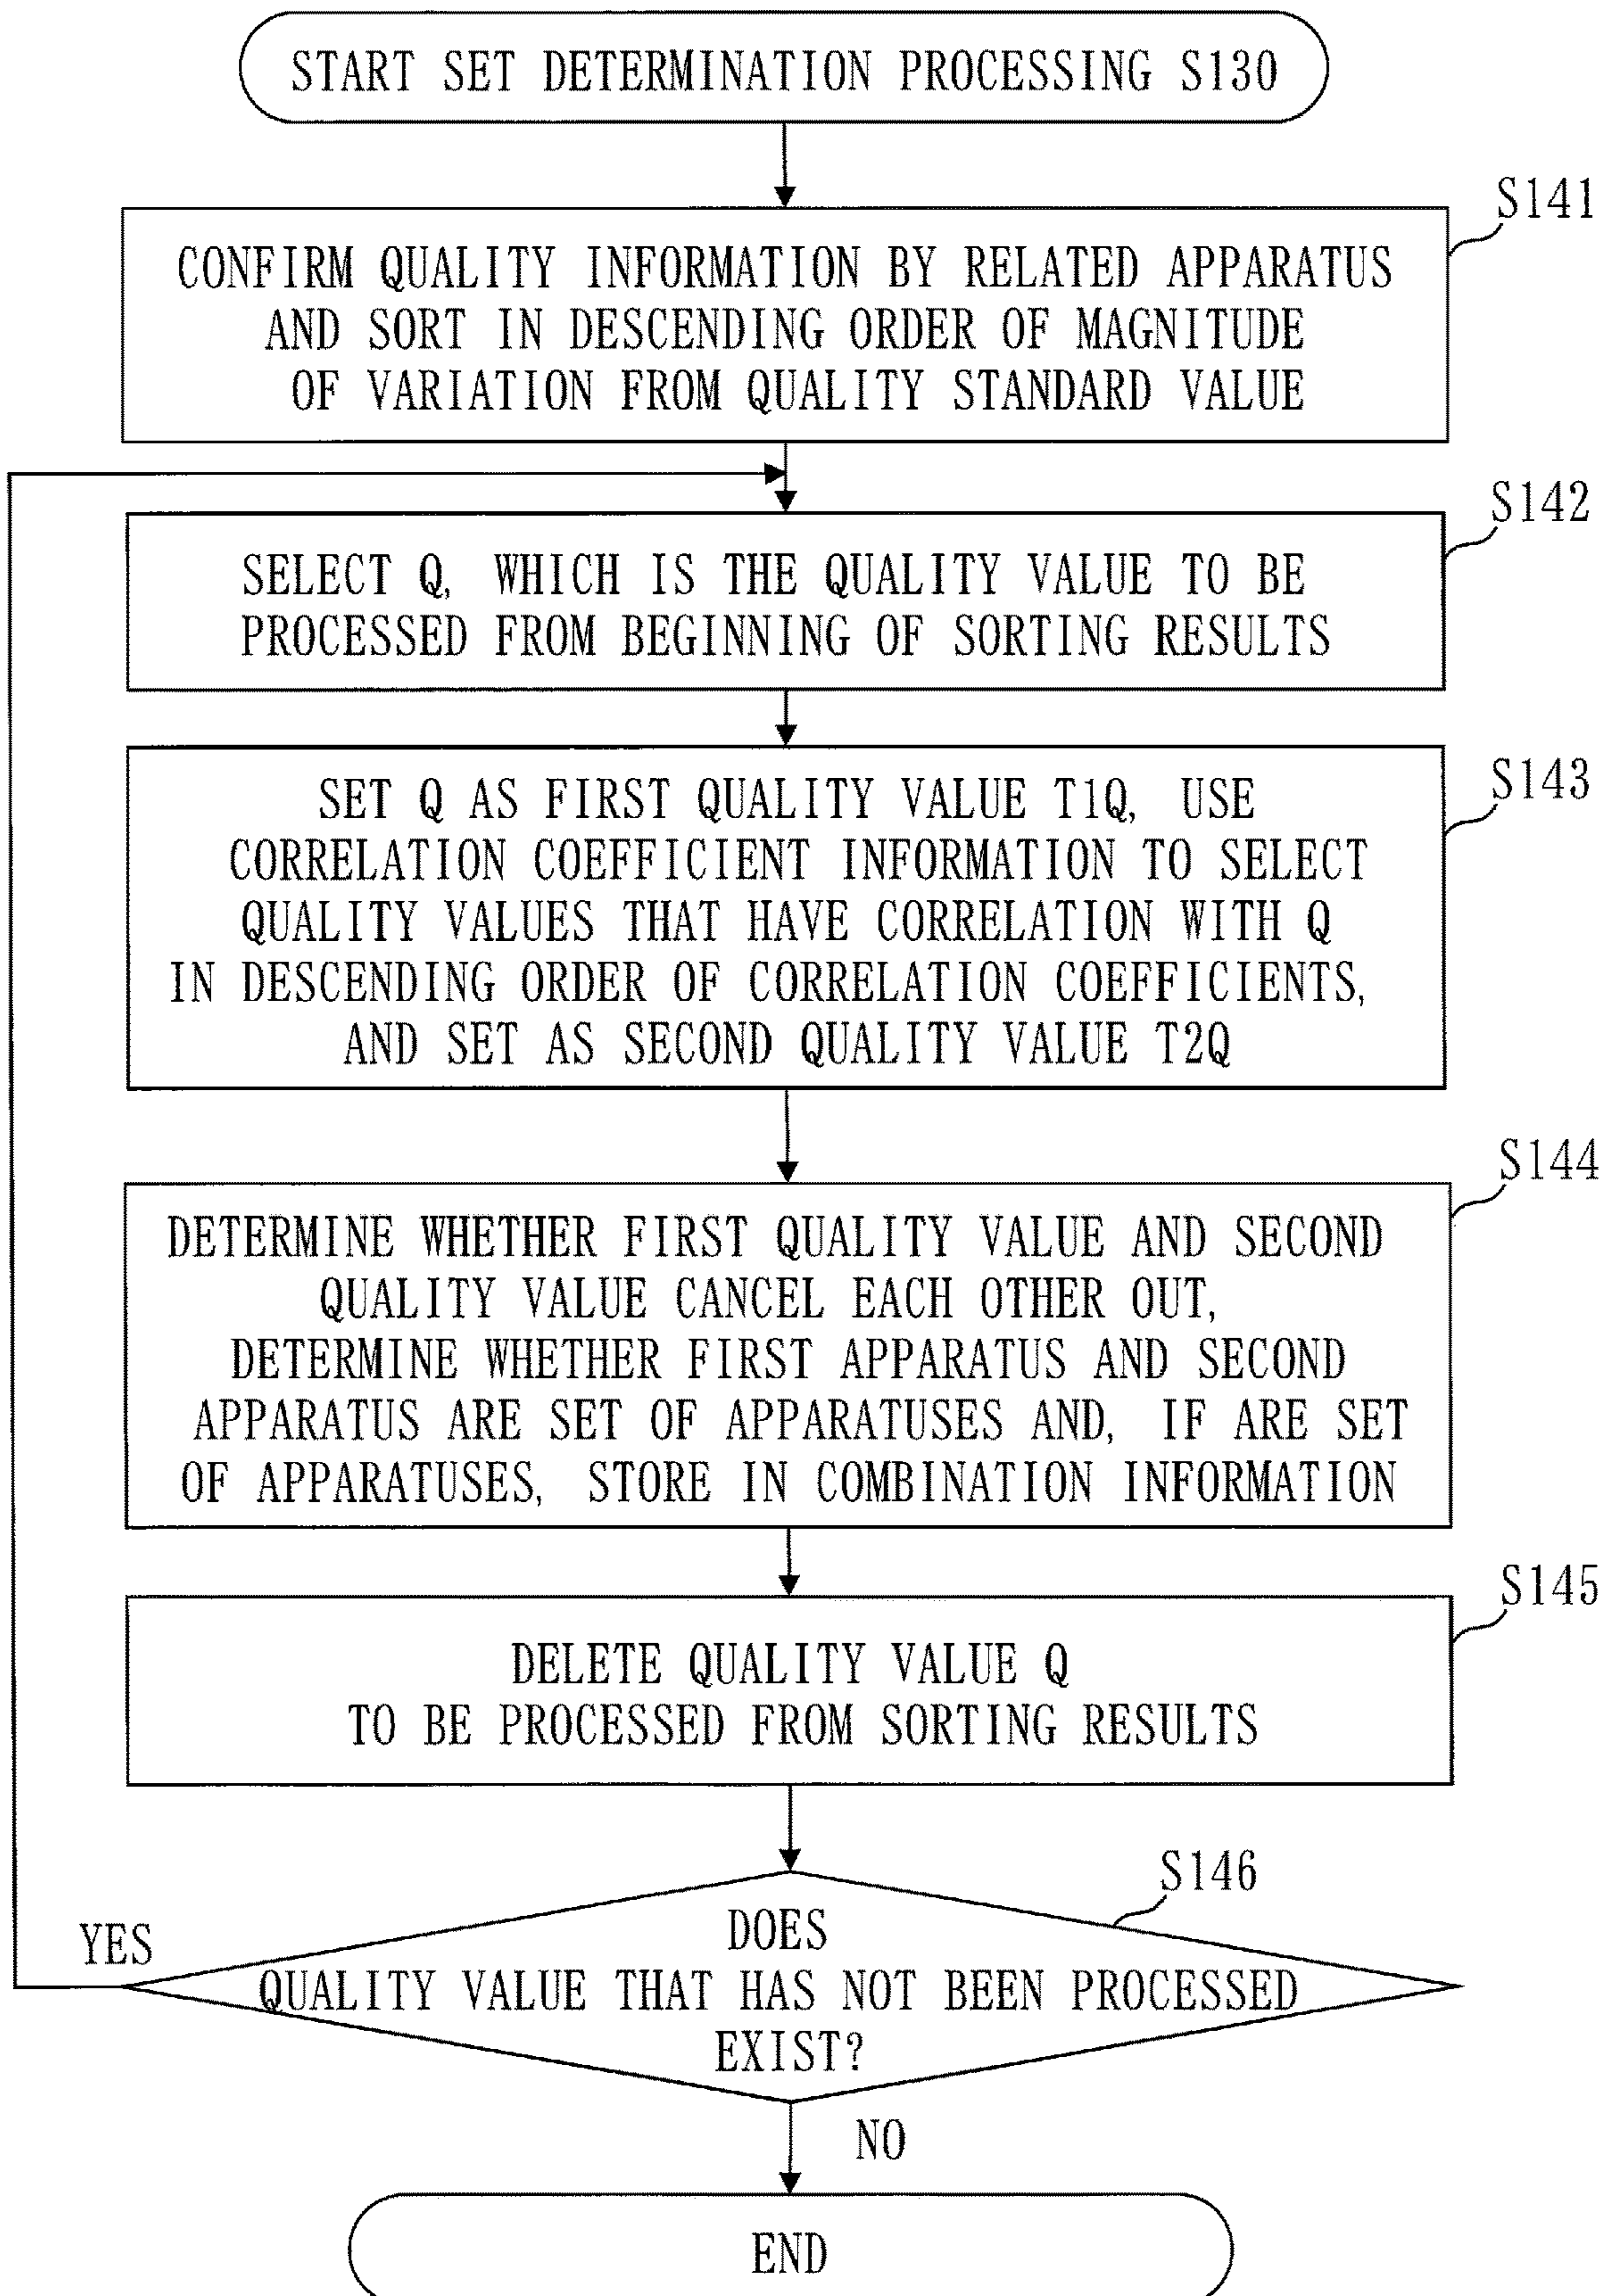 START SET DETERMINATION PROCESSING S130
S141
CONFIRM QUALITY INFORMATION BY RELATED APPARATUS
AND SORT IN DESCENDING ORDER OF MAGNITUDE
OF VARIATION FROM QUALITY STANDARD VALUE
S142
SELECT Q, WHICH IS THE QUALITY VALUE TO BE
PROCESSED FROM BEGINNING OF SORTING RESULTS
S143
SET Q AS FIRST QUALITY VALUE T1Q, USE
CORRELATION COEFFICIENT INFORMATION TO SELECT
QUALITY VALUES THAT HAVE CORRELATION WITH Q
IN DESCENDING ORDER OF CORRELATION COEFFICIENTS,
AND SET AS SECOND QUALITY VALUE T2Q
S144
DETERMINE WHETHER FIRST QUALITY VALUE AND SECOND
QUALITY VALUE CANCEL EACH OTHER OUT,
DETERMINE WHETHER FIRST APPARATUS AND SECOND
APPARATUS ARE SET OF APPARATUSES AND, IF ARE SET
OF APPARATUSES, STORE IN COMBINATION INFORMATION
S145
DELETE QUALITY VALUE Q
TO BE PROCESSED FROM SORTING RESULTS
S146
YES
DOES
QUALITY VALUE THAT HAS NOT BEEN PROCESSED
EXIST?
NO
END